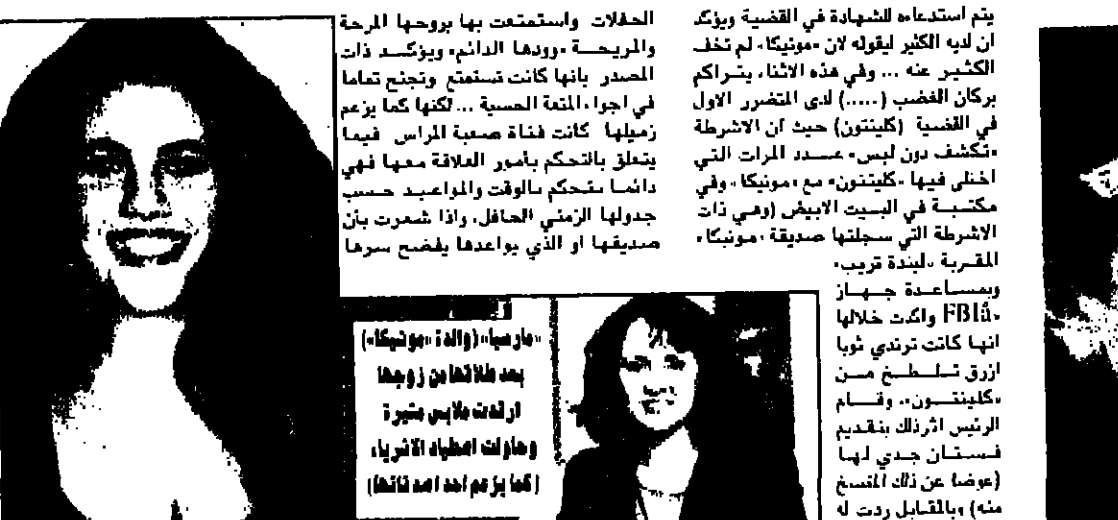 يتم استدعاءه للشهادة في القضية ويؤكد
ان لديه الكثير ليقوله لان «مونيكا» لم تخف
الكثير عنه ... وفي هذه الاثناء يتراكم
بركان الغضب (.....) لدى المتضرر الاول
في القضية (كلينتون) حيث ان الاشرطة
«تكشف دون لبس» عدد المرات التي
اختلى فيها «كلينتون» مع «مونيكا» وفي
مكتبة في البيت الابيض (وهي ذات
الاشرطة التي سجلتها صديقة «مونيكا»
المقربة «ليندة تريب»
وبمساعدة جهاز
«FBI» واكدت خلالها
انها كانت ترتدي ثوبا
ازرق تلطخ من
«كلينتون». وقام
الرئيس اثر ذلك بتقديم
فستان جدي لها
(عوضا عن ذلك المتسخ
منه) وبالمقابل ردت له
الحفلات واستمتعت بها بروحها المرحة
والمريحة «وودها الدائم» ويؤكد ذات
المصدر بانها كانت تستمتع وتجنح تماما
في اجواء المتعة الحسية ... لكنها كما يزعم
زميلها كانت فتاة صعبة المراس فيما
يتعلق بالتحكم بأمور العلاقة معها فهي
دائما تتحكم بالوقت والمواعيد حسب
جدولها الزمني الحافل. واذا شعرت بأن
صديقها او الذي يواعدها يفضح سرها
«مارسيا» (والدة «مونيكا»)
بعد طلاقها من زوجها
ارتدت ملابس مثيرة
وحاولت اصطياد الاثرياء
(كما يزعم احد اصدقائها)